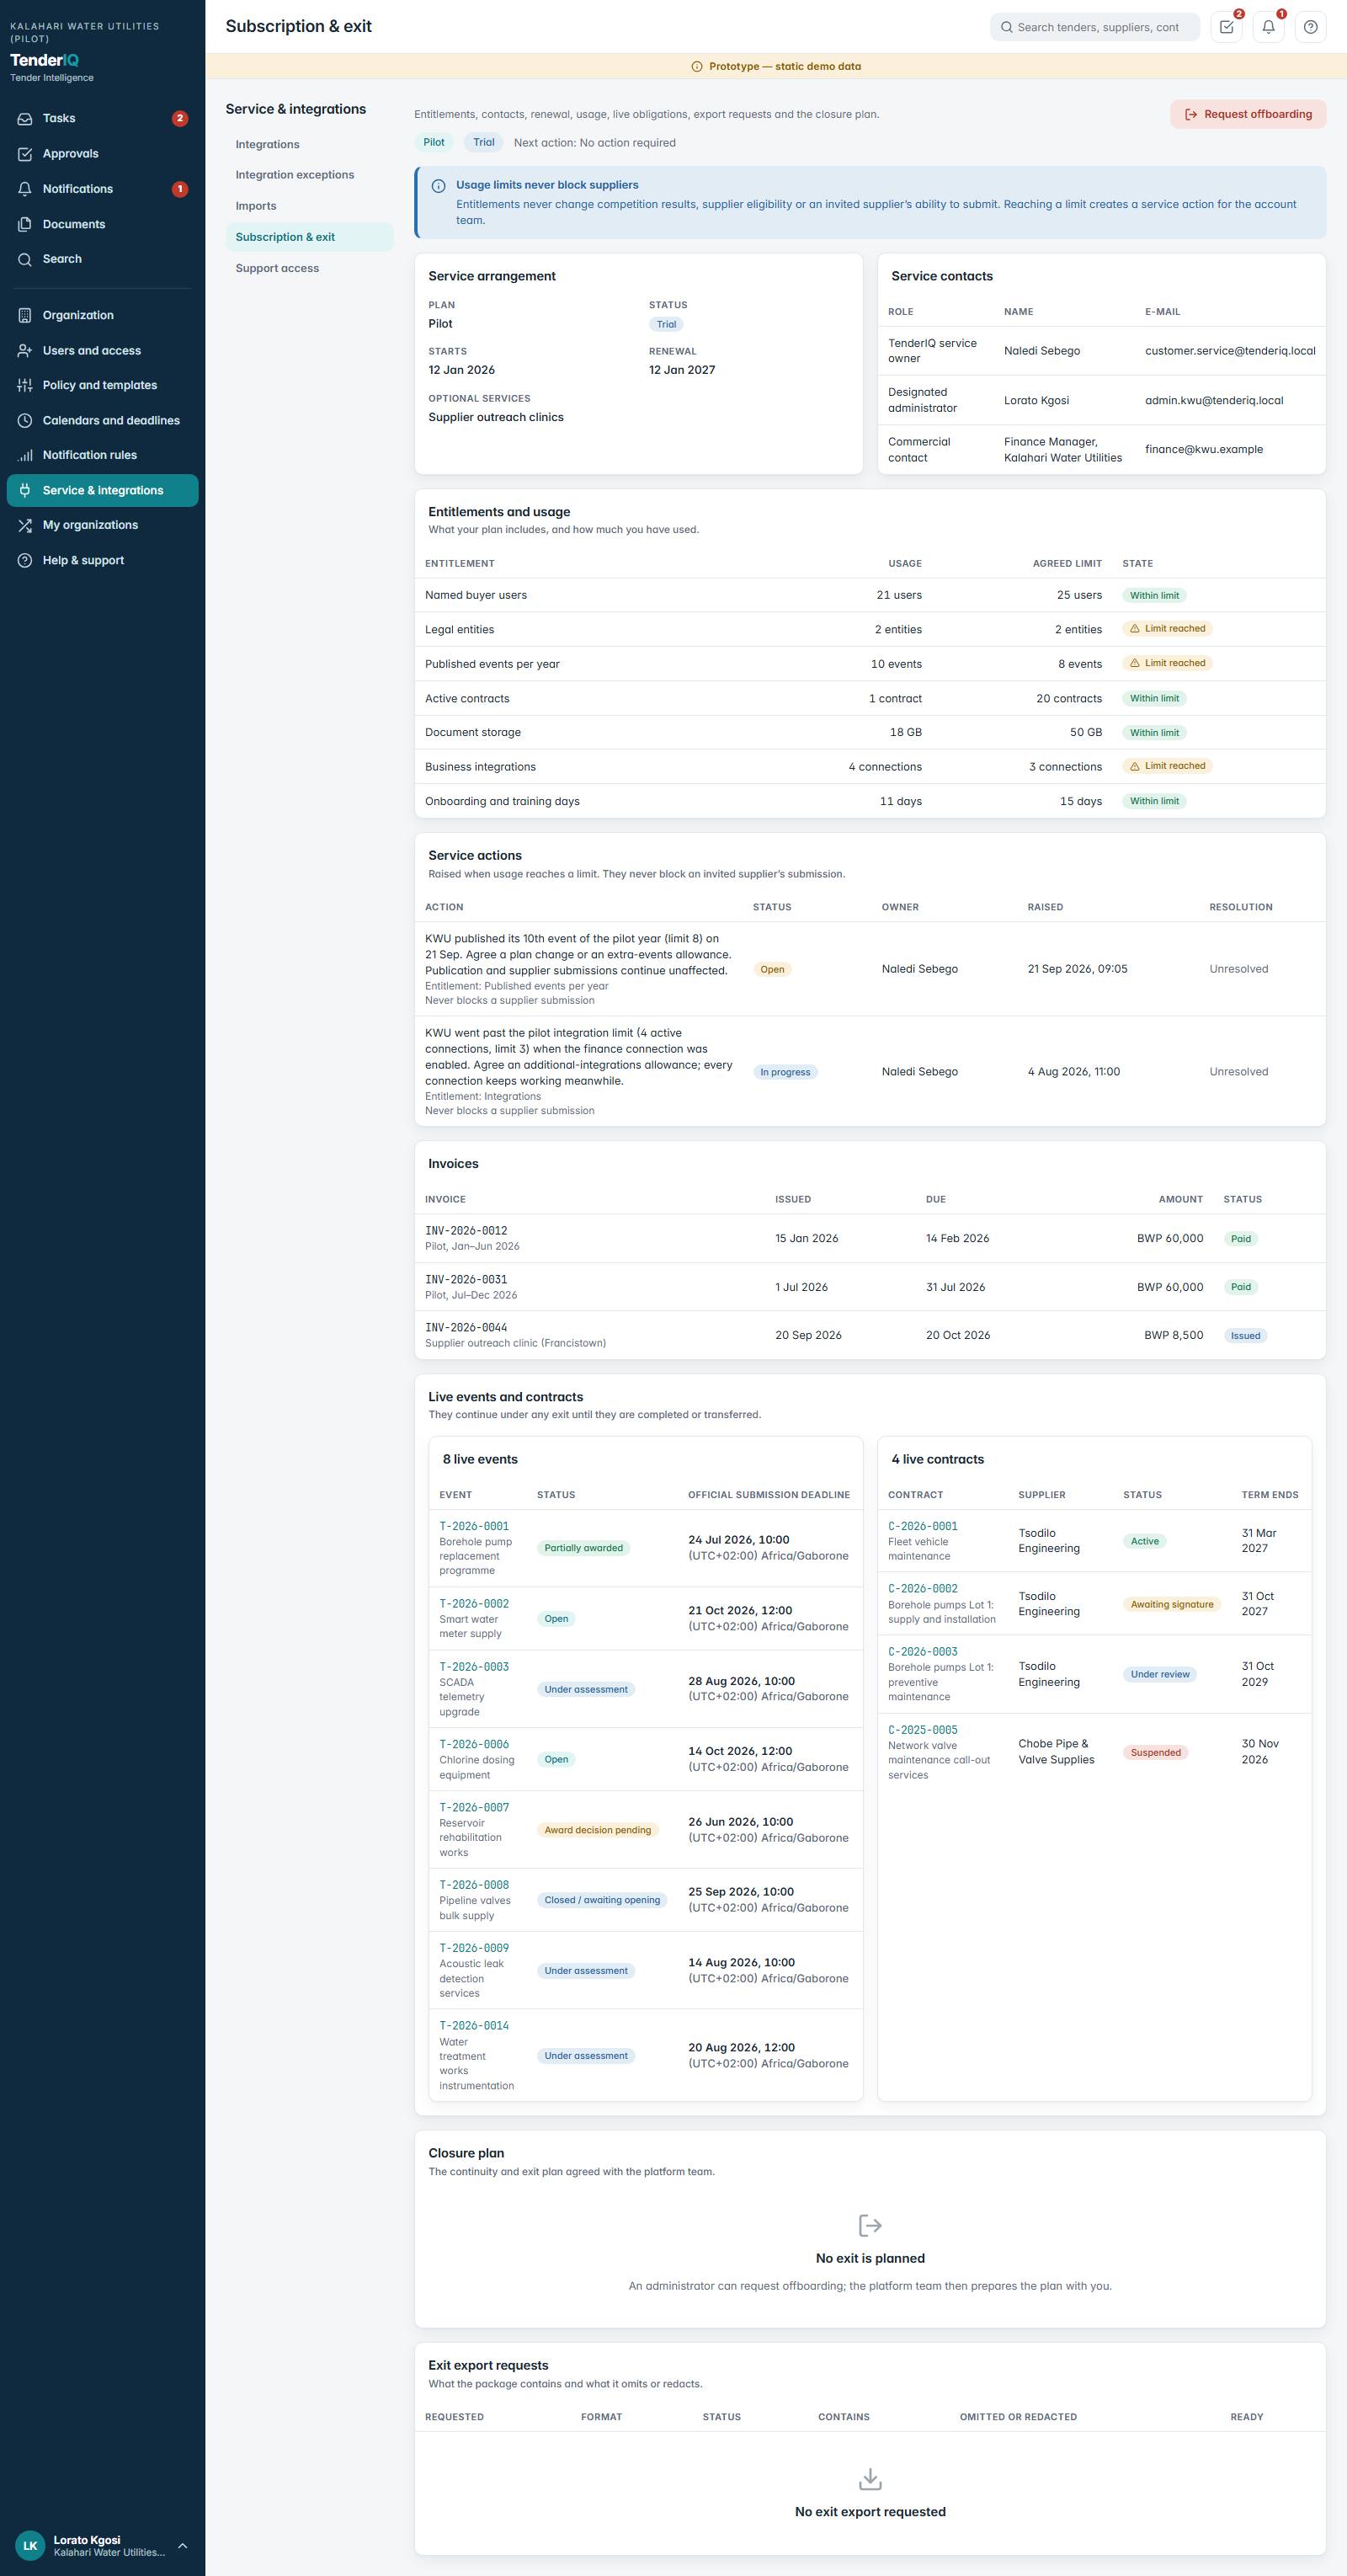 KALAHARI WATER UTILITIES
(PILOT)
TenderIQ
Tender Intelligence
Tasks
2
Approvals
Notifications
1
Documents
Search
Organization
Users and access
Policy and templates
Calendars and deadlines
Notification rules
Service & integrations
My organizations
Help & support
LK
Lorato Kgosi
Kalahari Water Utilities...
Subscription & exit
Search tenders, suppliers, cont
2
1
Prototype — static demo data
Service & integrations
Integrations
Integration exceptions
Imports
Subscription & exit
Support access
Entitlements, contacts, renewal, usage, live obligations, export requests and the closure plan.
Request offboarding
Pilot
Trial
Next action: No action required
Usage limits never block suppliers
Entitlements never change competition results, supplier eligibility or an invited supplier’s ability to submit. Reaching a limit creates a service action for the account
team.
Service arrangement
PLAN
Pilot
STATUS
Trial
STARTS
12 Jan 2026
RENEWAL
12 Jan 2027
OPTIONAL SERVICES
Supplier outreach clinics
Service contacts
ROLE NAME E-MAIL
TenderIQ service
owner
Naledi Sebego
customer.service@tenderiq.local
Designated
administrator
Lorato Kgosi
admin.kwu@tenderiq.local
Commercial
contact
Finance Manager,
Kalahari Water Utilities
finance@kwu.example
Entitlements and usage
What your plan includes, and how much you have used.
ENTITLEMENT USAGE AGREED LIMIT STATE
Named buyer users 21 users 25 users Within limit
Legal entities 2 entities 2 entities Limit reached
Published events per year 10 events 8 events Limit reached
Active contracts 1 contract 20 contracts Within limit
Document storage 18 GB 50 GB Within limit
Business integrations 4 connections 3 connections Limit reached
Onboarding and training days 11 days 15 days Within limit
Service actions
Raised when usage reaches a limit. They never block an invited supplier’s submission.
ACTION STATUS OWNER RAISED RESOLUTION
KWU published its 10th event of the pilot year (limit 8) on
21 Sep. Agree a plan change or an extra-events allowance.
Publication and supplier submissions continue unaffected.
Entitlement: Published events per year
Never blocks a supplier submission
Open
Naledi Sebego
21 Sep 2026, 09:05
Unresolved
KWU went past the pilot integration limit (4 active
connections, limit 3) when the finance connection was
enabled. Agree an additional-integrations allowance; every
connection keeps working meanwhile.
Entitlement: Integrations
Never blocks a supplier submission
In progress
Naledi Sebego
4 Aug 2026, 11:00
Unresolved
Invoices
INVOICE ISSUED DUE AMOUNT STATUS
INV-2026-0012
Pilot, Jan–Jun 2026
15 Jan 2026
14 Feb 2026
BWP 60,000
Paid
INV-2026-0031
Pilot, Jul–Dec 2026
1 Jul 2026
31 Jul 2026
BWP 60,000
Paid
INV-2026-0044
Supplier outreach clinic (Francistown)
20 Sep 2026
20 Oct 2026
BWP 8,500
Issued
Live events and contracts
They continue under any exit until they are completed or transferred.
8 live events
EVENT STATUS OFFICIAL SUBMISSION DEADLINE
T-2026-0001
Borehole pump
replacement
programme
Partially awarded
24 Jul 2026, 10:00
(UTC+02:00) Africa/Gaborone
T-2026-0002
Smart water
meter supply
Open
21 Oct 2026, 12:00
(UTC+02:00) Africa/Gaborone
T-2026-0003
SCADA
telemetry
upgrade
Under assessment
28 Aug 2026, 10:00
(UTC+02:00) Africa/Gaborone
T-2026-0006
Chlorine dosing
equipment
Open
14 Oct 2026, 12:00
(UTC+02:00) Africa/Gaborone
T-2026-0007
Reservoir
rehabilitation
works
Award decision pending
26 Jun 2026, 10:00
(UTC+02:00) Africa/Gaborone
T-2026-0008
Pipeline valves
bulk supply
Closed / awaiting opening
25 Sep 2026, 10:00
(UTC+02:00) Africa/Gaborone
T-2026-0009
Acoustic leak
detection
services
Under assessment
14 Aug 2026, 10:00
(UTC+02:00) Africa/Gaborone
T-2026-0014
Water
treatment
works
instrumentation
Under assessment
20 Aug 2026, 12:00
(UTC+02:00) Africa/Gaborone
4 live contracts
CONTRACT SUPPLIER STATUS TERM ENDS
C-2026-0001
Fleet vehicle
maintenance
Tsodilo
Engineering
Active
31 Mar
2027
C-2026-0002
Borehole pumps Lot 1:
supply and installation
Tsodilo
Engineering
Awaiting signature
31 Oct
2027
C-2026-0003
Borehole pumps Lot 1:
preventive
maintenance
Tsodilo
Engineering
Under review
31 Oct
2029
C-2025-0005
Network valve
maintenance call-out
services
Chobe Pipe &
Valve Supplies
Suspended
30 Nov
2026
Closure plan
The continuity and exit plan agreed with the platform team.
No exit is planned
An administrator can request offboarding; the platform team then prepares the plan with you.
Exit export requests
What the package contains and what it omits or redacts.
REQUESTED FORMAT STATUS CONTAINS OMITTED OR REDACTED READY
No exit export requested